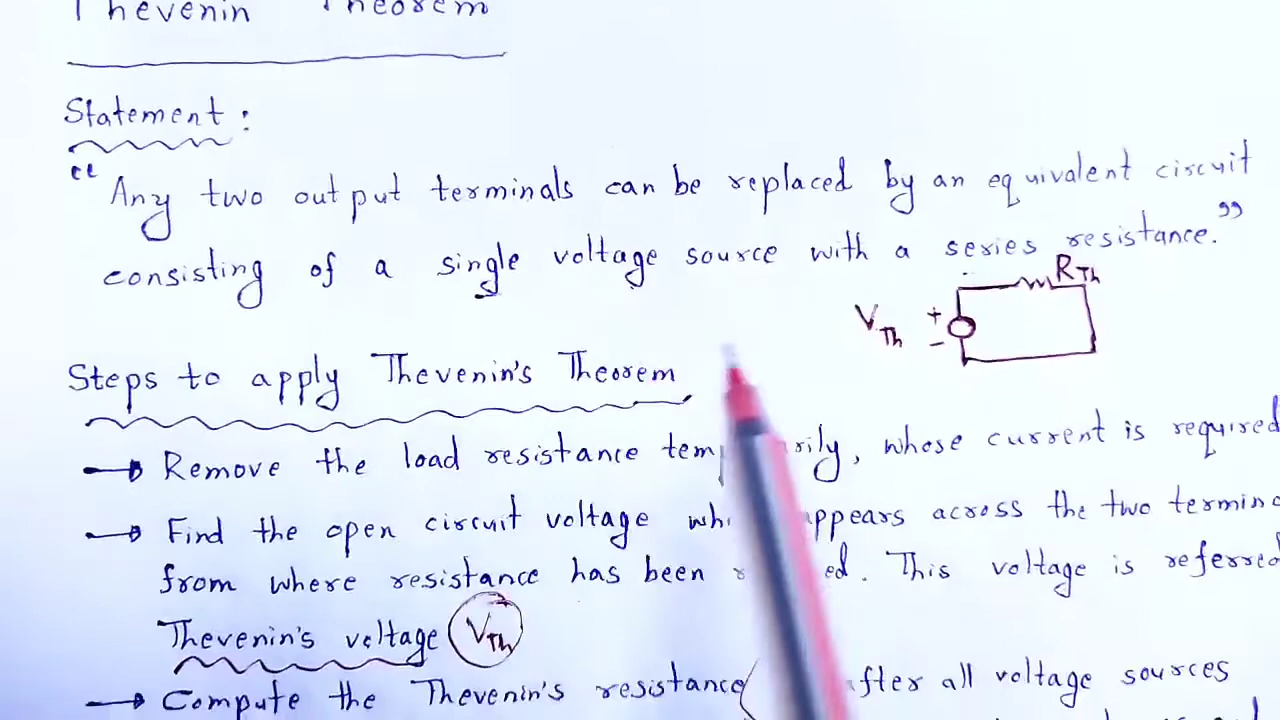 Thevenin Theorem
Statement:
“Any two output terminals can be replaced by an equivalent circuit
consisting of a single voltage source with a series resistance.”
RTh
VTh + -
Steps to apply Thevenin's Theorem
→ Remove the load resistance , whose current is required
→ Find the open circuit voltage appears across the two
from where resistance has been . This voltage is referred
Thevenin's voltage VTh
→ Compute the Thevenin's resistance after all voltage sources